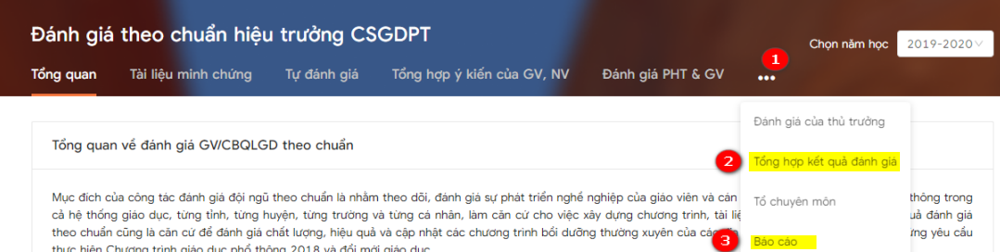 Đánh giá theo chuẩn hiệu trưởng CSGDPT
Chọn năm học 2019-2020
1
Tổng quan Tài liệu minh chứng Tự đánh giá Tổng hợp ý kiến của GV, NV Đánh giá PHT & GV •••
Đánh giá của thủ trưởng
Tổng quan về đánh giá GV/CBQLGD theo chuẩn
2 Tổng hợp kết quả đánh giá
Tổ chuyên môn
3 Báo cáo
Mục đích của công tác đánh giá đội ngũ theo chuẩn là nhằm theo dõi, đánh giá sự phát triển nghề nghiệp của giáo viên và cán thông trong
cả hệ thống giáo dục, từng tỉnh, từng huyện, từng trường và từng cá nhân, làm căn cứ cho việc xây dựng chương trình, tài đánh giá
theo chuẩn cũng là căn cứ để đánh giá chất lượng, hiệu quả và cập nhật các chương trình bồi dưỡng thường xuyên của yêu cầu
thực hiện Chương trình giáo dục phổ thông 2018 và đổi mới giáo dục